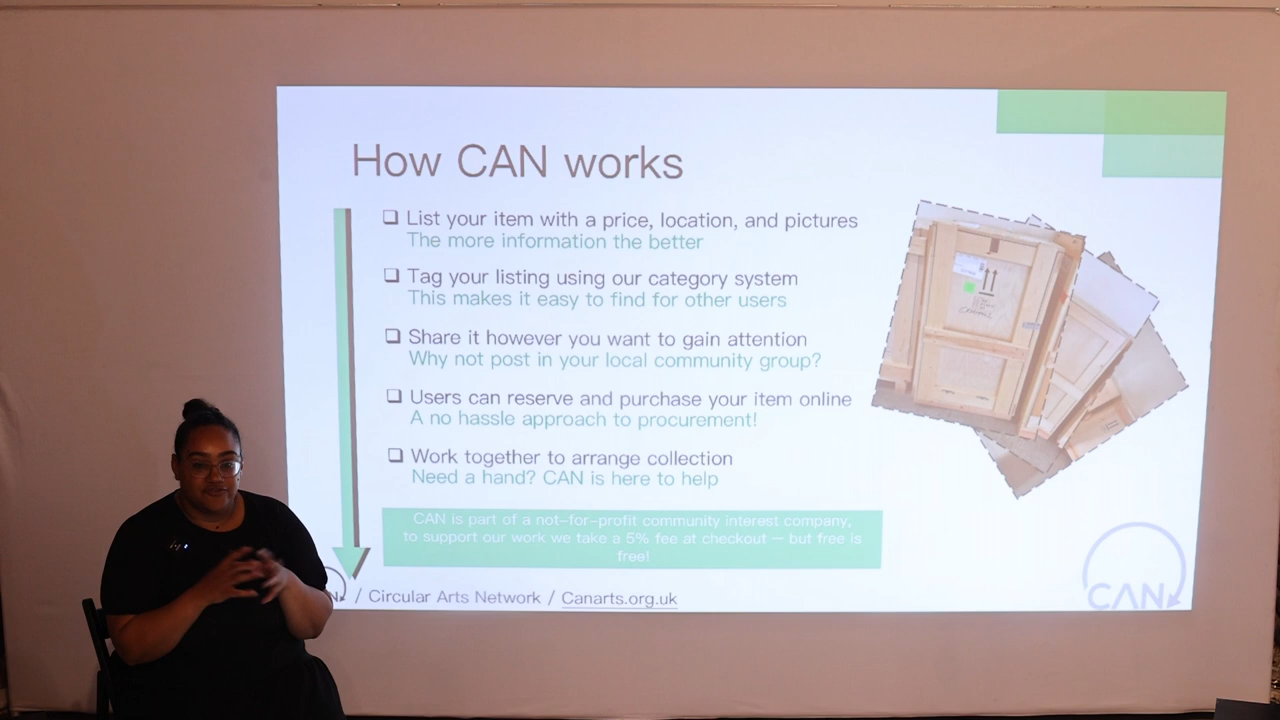 How CAN works
List your item with a price, location, and pictures
The more information the better
Tag your listing using our category system
This makes it easy to find for other users
Share it however you want to gain attention
Why not post in your local community group?
Users can reserve and purchase your item online
A no hassle approach to procurement!
Work together to arrange collection
Need a hand? CAN is here to help
CAN is part of a not-for-profit community interest company,
to support our work we take a 5% fee at checkout – but free is
free!
/ Circular Arts Network / Canarts.org.uk
CAN